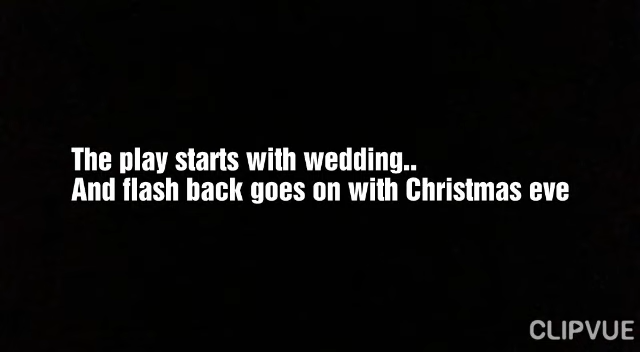 The play starts with wedding..
And flash back goes on with Christmas eve
CLIPVUE